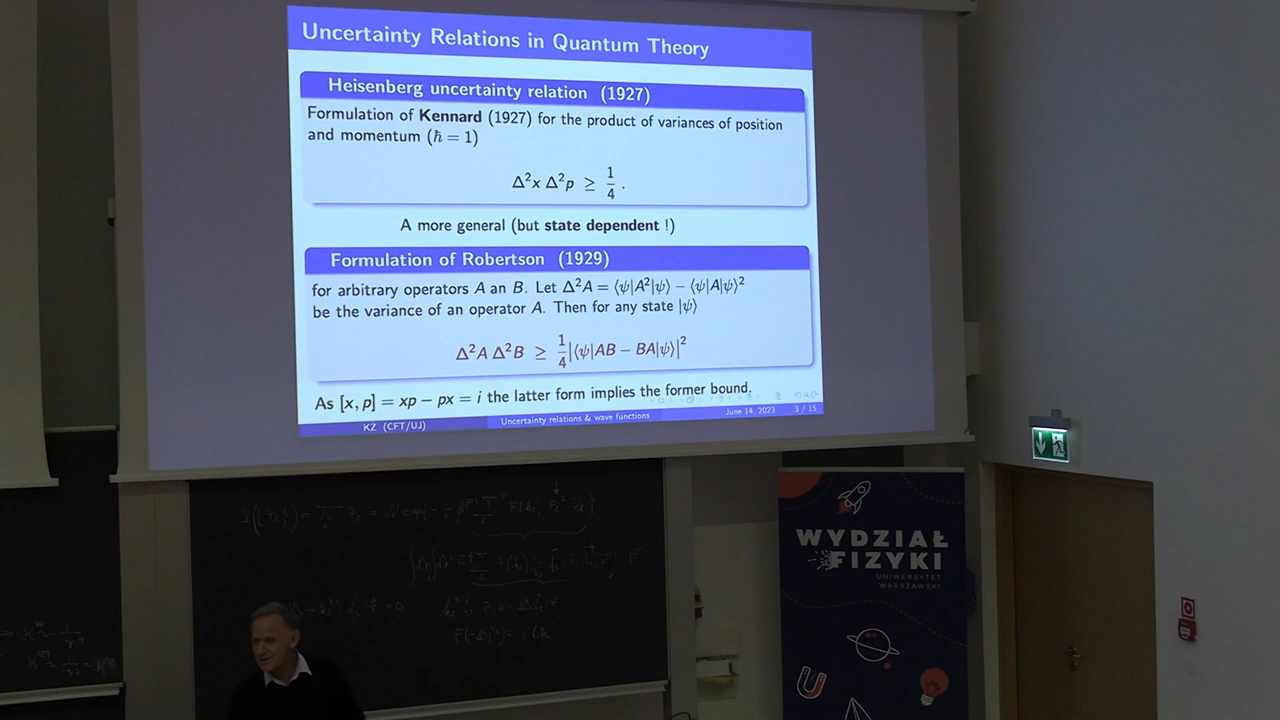 Uncertainty Relations in Quantum Theory
Heisenberg uncertainty relation (1927)
Formulation of Kennard (1927) for the product of variances of position
and momentum (ℏ = 1)
Δ²x Δ²p ≥ 1/4 .
A more general (but state dependent !)
Formulation of Robertson (1929)
for arbitrary operators A an B. Let Δ²A = ⟨ψ|A²|ψ⟩ − ⟨ψ|A|ψ⟩²
be the variance of an operator A. Then for any state |ψ⟩
Δ²A Δ²B ≥ 1/4|⟨ψ|AB − BA|ψ⟩|²
As [x, p] = xp − px = i the latter form implies the former bound.
KŻ (CFT/UJ) Uncertainty relations & wave functions June 14, 2023 3 / 15
WYDZIAŁ
FIZYKI
UNIWERSYTET
WARSZAWSKI